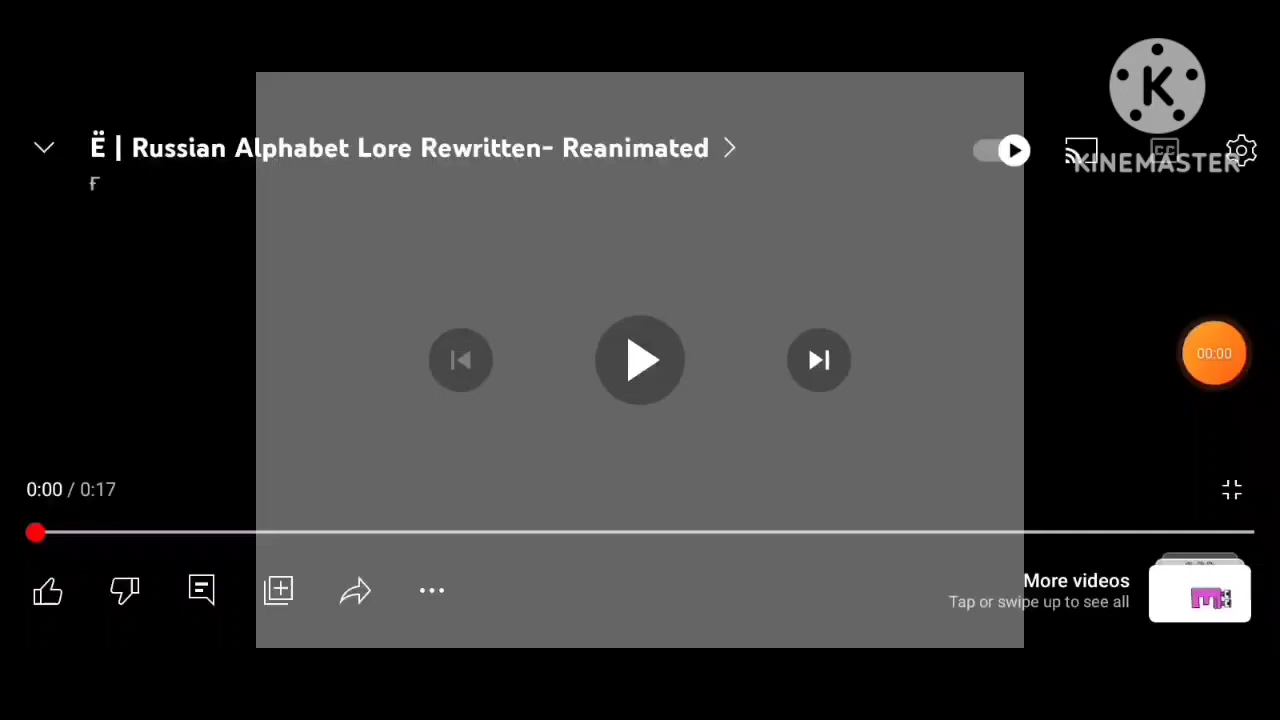 K
Ë | Russian Alphabet Lore Rewritten- Reanimated
CC
KINEMASTER
₣
00:00
0:00 / 0:17
More videos
Tap or swipe up to see all